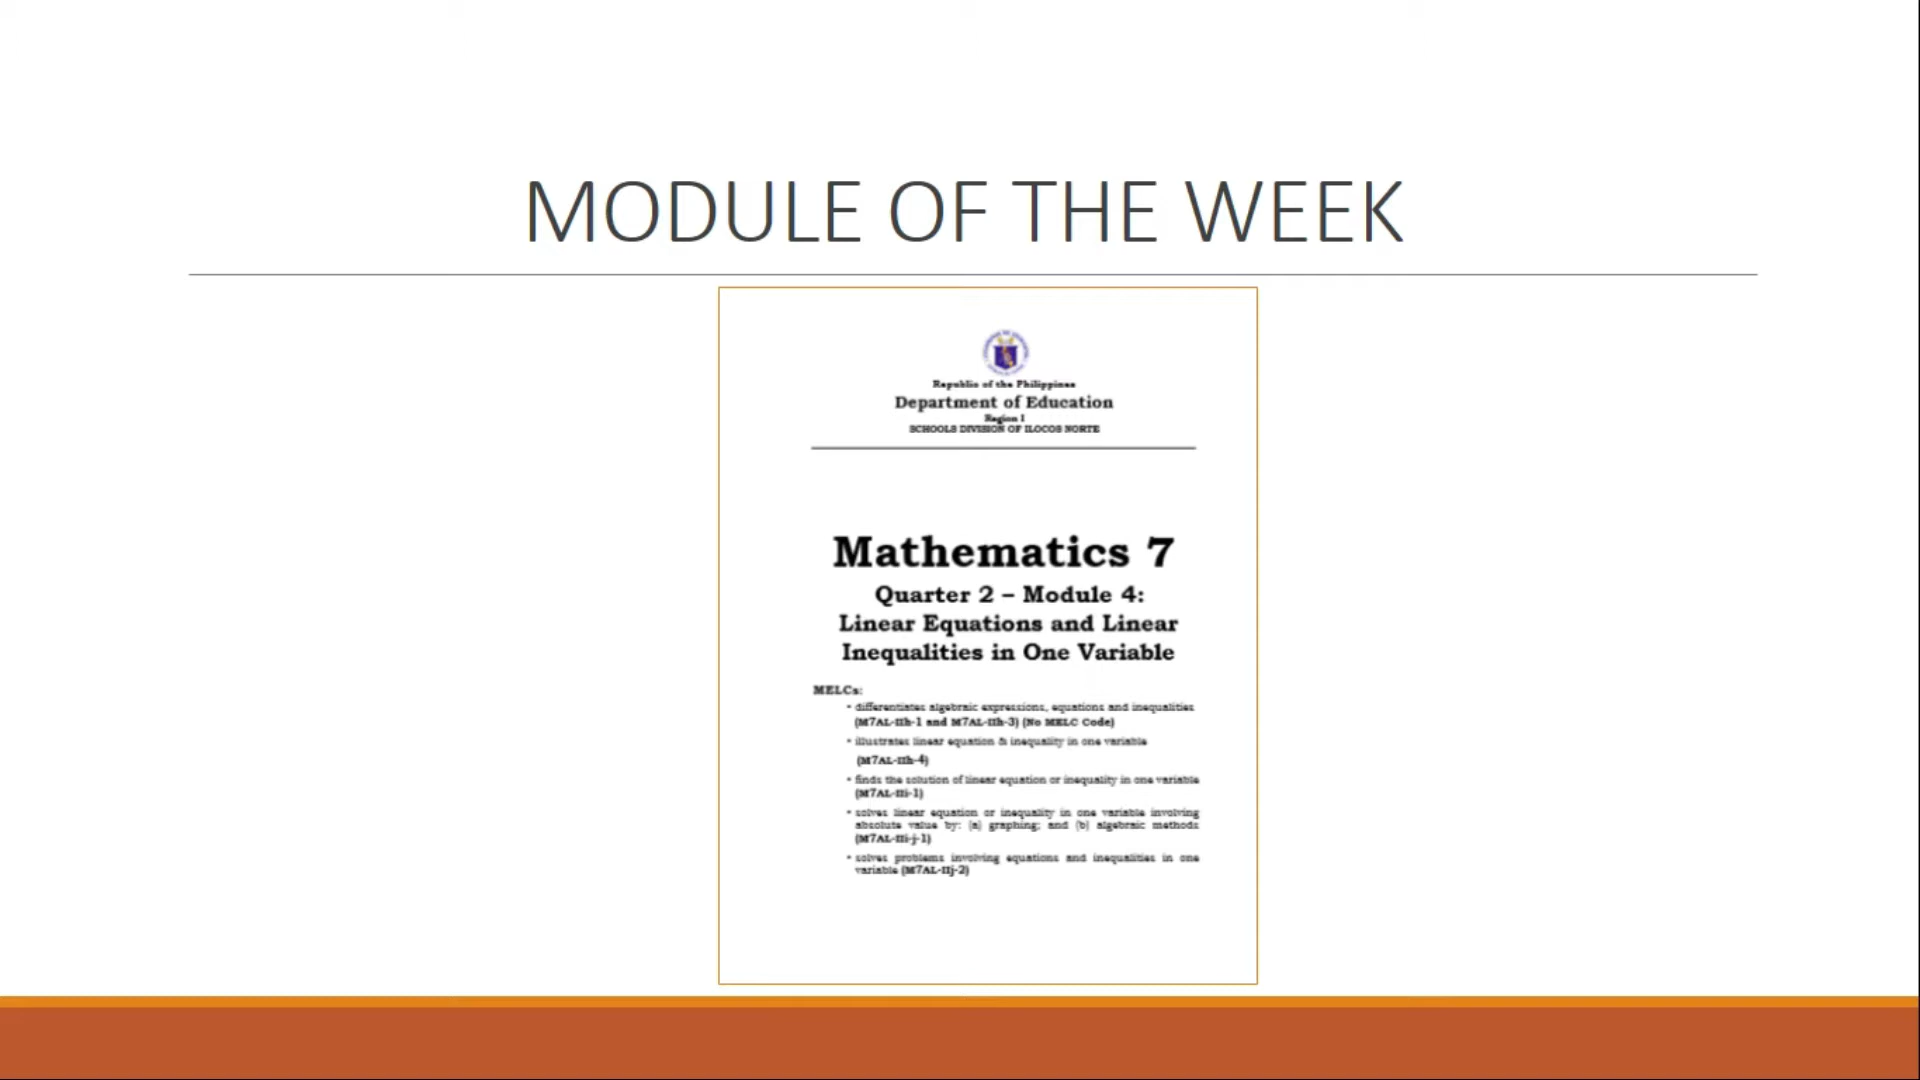 MODULE OF THE WEEK
Republic of the Philippines
Department of Education
Region I
SCHOOLS DIVISION OF ILOCOS NORTE
Mathematics 7
Quarter 2 – Module 4:
Linear Equations and Linear
Inequalities in One Variable
MELCs:
• differentiates algebraic expressions, equations and inequalities
(M7AL-IIh-1 and M7AL-IIh-3) (No MELC Code)
• illustrates linear equation & inequality in one variable
(M7AL-IIh-4)
• finds the solution of linear equation or inequality in one variable
(M7AL-IIi-1)
• solves linear equation or inequality in one variable involving
absolute value by: (a) graphing; and (b) algebraic methods
(M7AL-IIi-j-1)
• solves problems involving equations and inequalities in one
variable (M7AL-IIj-2)